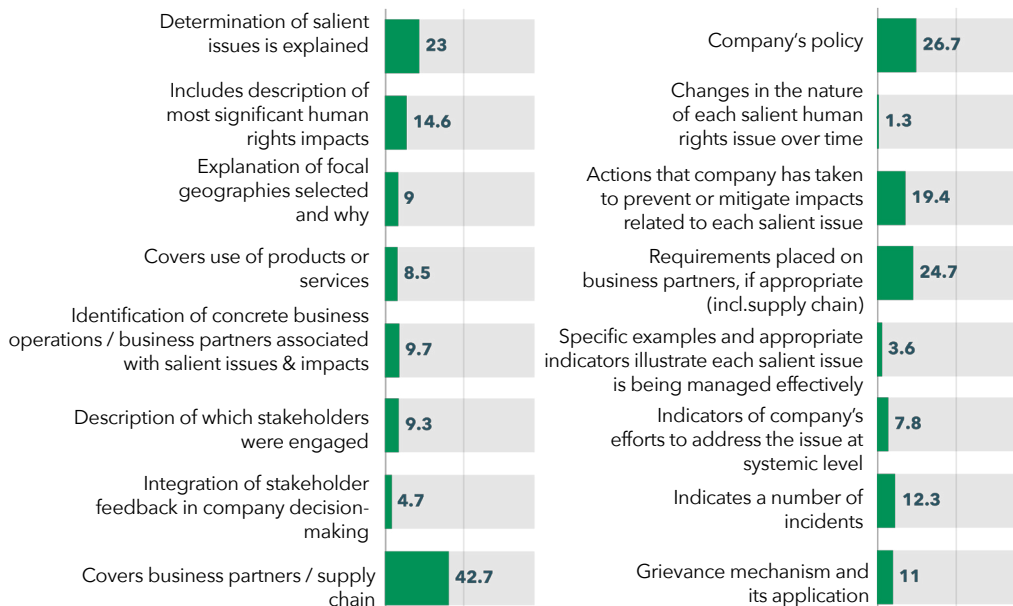 Determination of salient
issues is explained
23
Includes description of
most significant human
rights impacts
14.6
Explanation of focal
geographies selected
and why
9
Covers use of products or
services
8.5
Identification of concrete business
operations / business partners associated
with salient issues & impacts
9.7
Description of which stakeholders
were engaged
9.3
Integration of stakeholder
feedback in company decision-
making
4.7
Covers business partners / supply
chain
42.7
Company's policy
26.7
Changes in the nature
of each salient human
rights issue over time
1.3
Actions that company has taken
to prevent or mitigate impacts
related to each salient issue
19.4
Requirements placed on
business partners, if appropriate
(incl.supply chain)
24.7
Specific examples and appropriate
indicators illustrate each salient issue
is being managed effectively
3.6
Indicators of company's
efforts to address the issue at
systemic level
7.8
Indicates a number of
incidents
12.3
Grievance mechanism and
its application
11